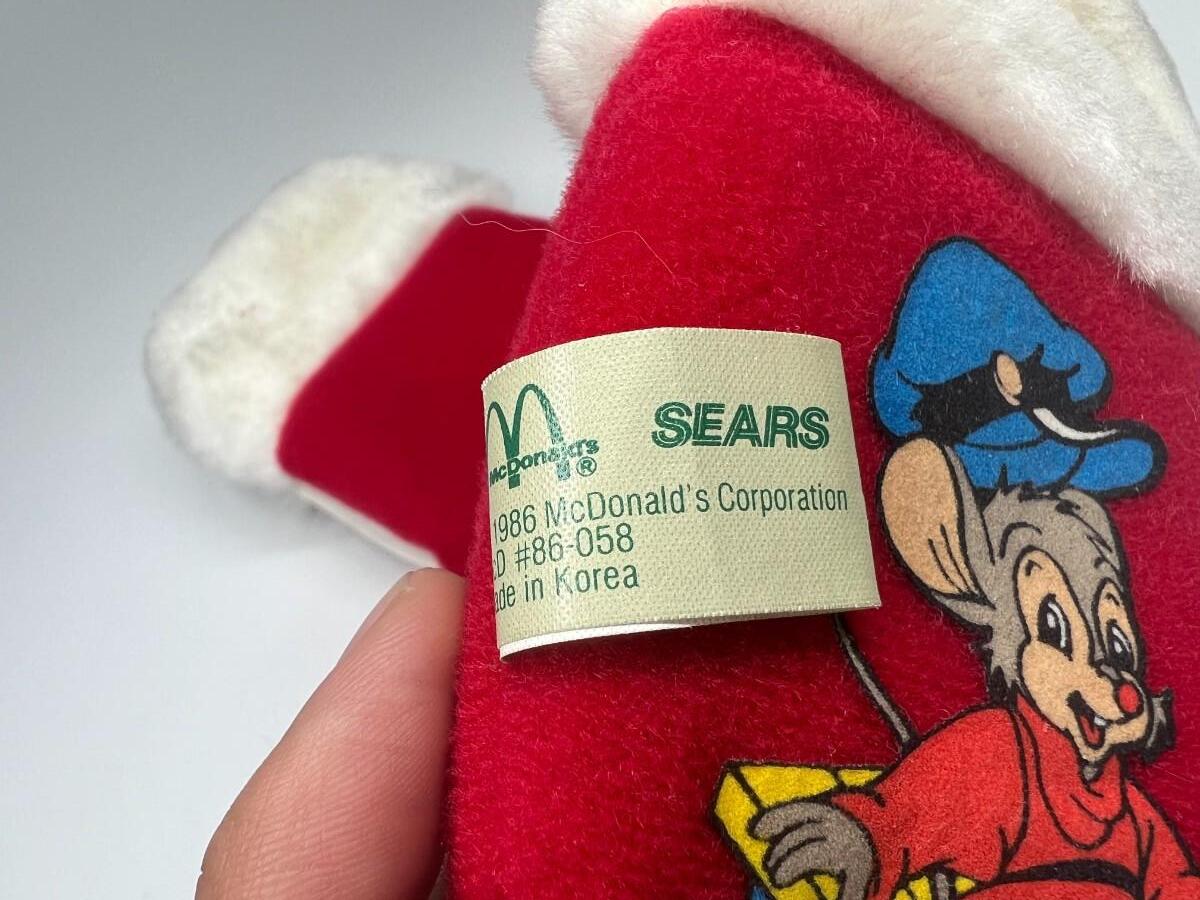 McDonald's®
SEARS
1986 McDonald's Corporation
D #86-058
ade in Korea